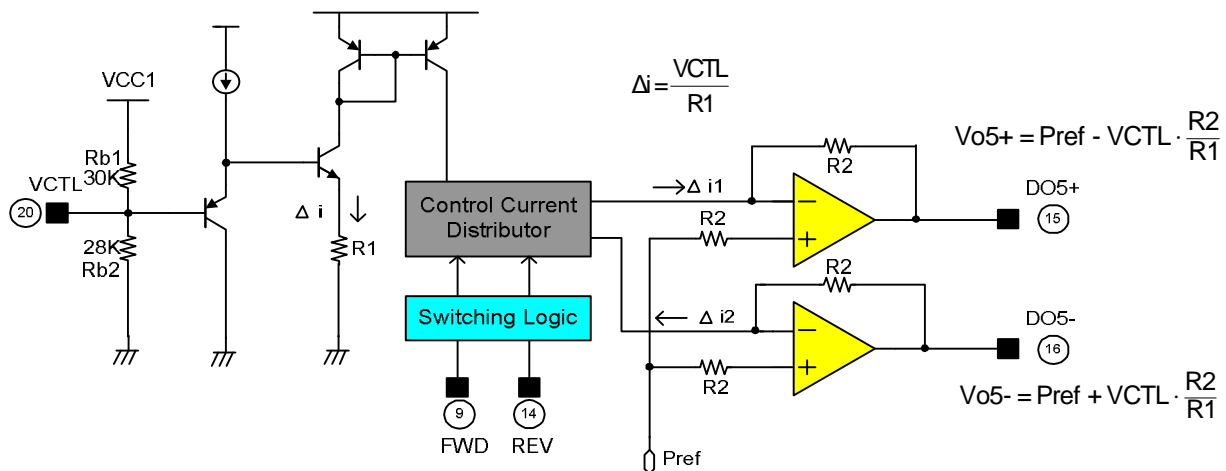 VCC1
Rb1
30K
VCTL
20
28K
Rb2
Δ i
R1
Control Current
Distributor
Switching Logic
9
FWD
14
REV
Δi = VCTL / R1
Δ i1
R2
R2
−
+
Vo5+ = Pref - VCTL · R2 / R1
DO5+
15
Δ i2
R2
R2
−
+
DO5-
16
Vo5- = Pref + VCTL · R2 / R1
Pref